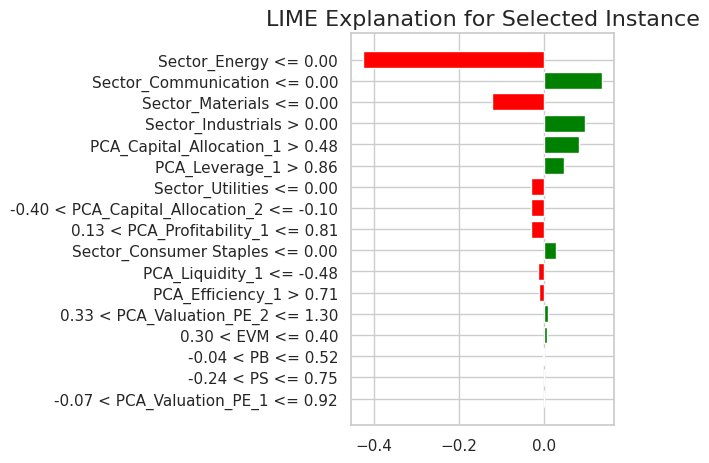 LIME Explanation for Selected Instance
Sector_Energy <= 0.00
Sector_Communication <= 0.00
Sector_Materials <= 0.00
Sector_Industrials > 0.00
PCA_Capital_Allocation_1 > 0.48
PCA_Leverage_1 > 0.86
Sector_Utilities <= 0.00
-0.40 < PCA_Capital_Allocation_2 <= -0.10
0.13 < PCA_Profitability_1 <= 0.81
Sector_Consumer Staples <= 0.00
PCA_Liquidity_1 <= -0.48
PCA_Efficiency_1 > 0.71
0.33 < PCA_Valuation_PE_2 <= 1.30
0.30 < EVM <= 0.40
-0.04 < PB <= 0.52
-0.24 < PS <= 0.75
-0.07 < PCA_Valuation_PE_1 <= 0.92
−0.4 −0.2 0.0